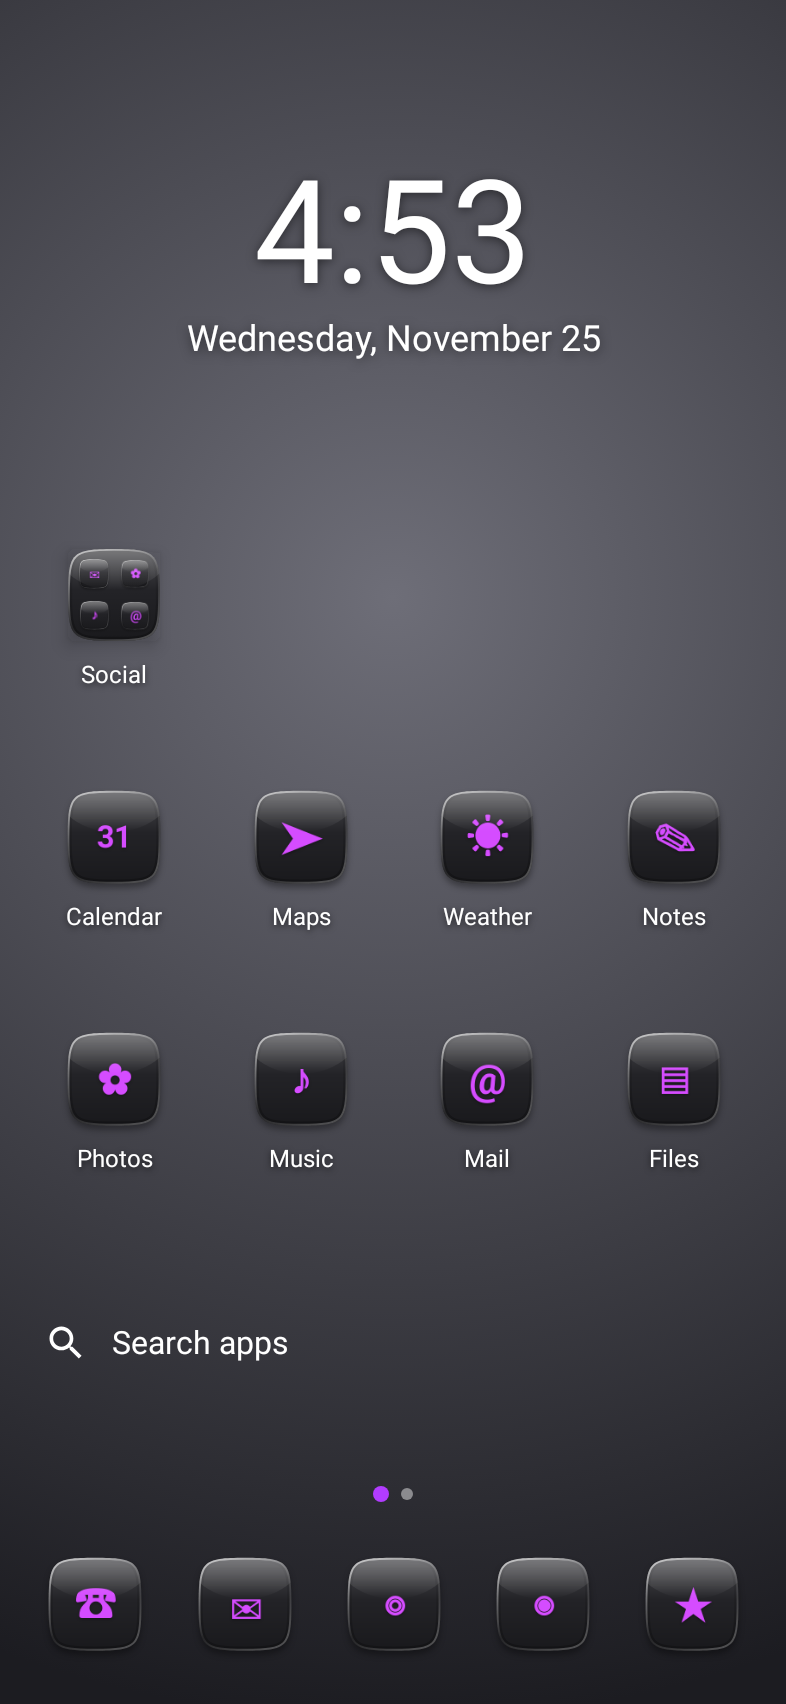 4:53
Wednesday, November 25
@
Social
31
Calendar
Maps
Weather
Notes
@
Photos
Music
Mail
Files
Search apps